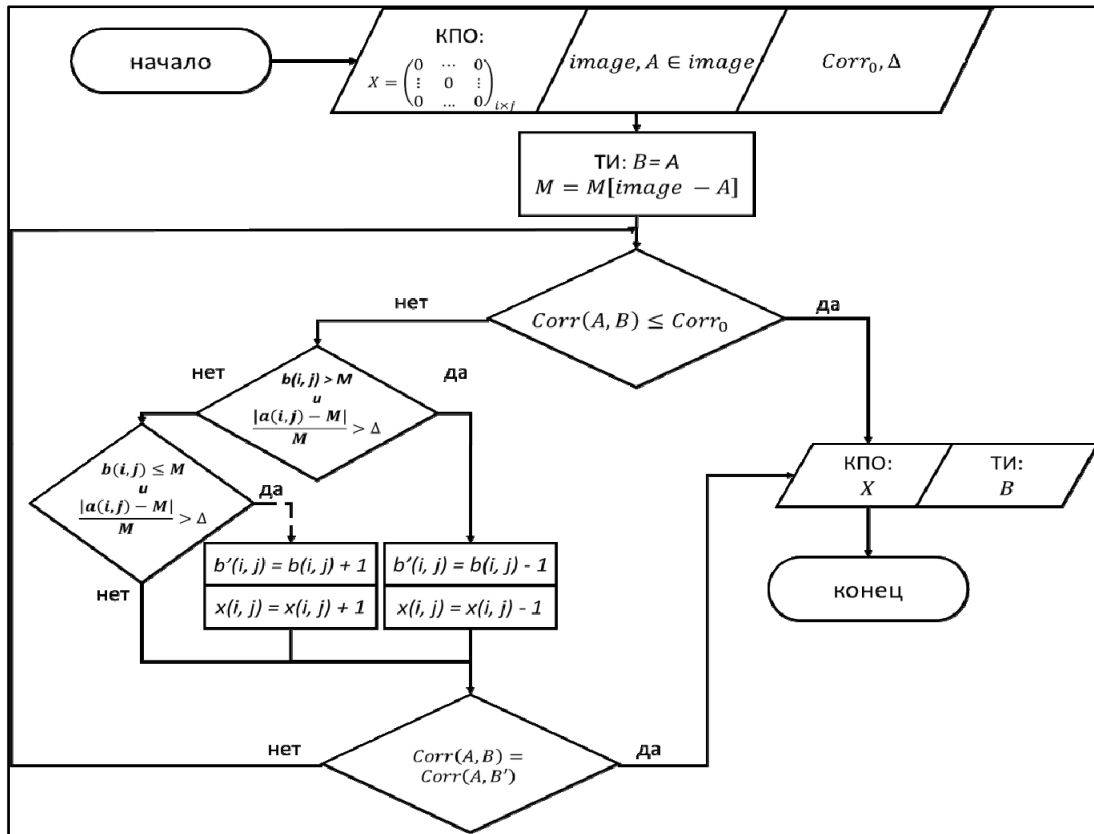 начало
КПО:
X = (0 ... 0
⋮ 0 ⋮
0 ... 0)i×j
image, A ∈ image
Corr₀, Δ
ТИ: B= A
M = M[image − A]
Corr(A, B) ≤ Corr₀
нет
да
b(i, j) > M
и
|a(i, j) − M|
M
> Δ
нет
да
b(i, j) ≤ M
и
|a(i, j) − M|
M
> Δ
да
нет
b’(i, j) = b(i, j) + 1
x(i, j) = x(i, j) + 1
b’(i, j) = b(i, j) - 1
x(i, j) = x(i, j) - 1
КПО:
X
ТИ:
B
конец
Corr(A, B) =
Corr(A, B’)
нет
да